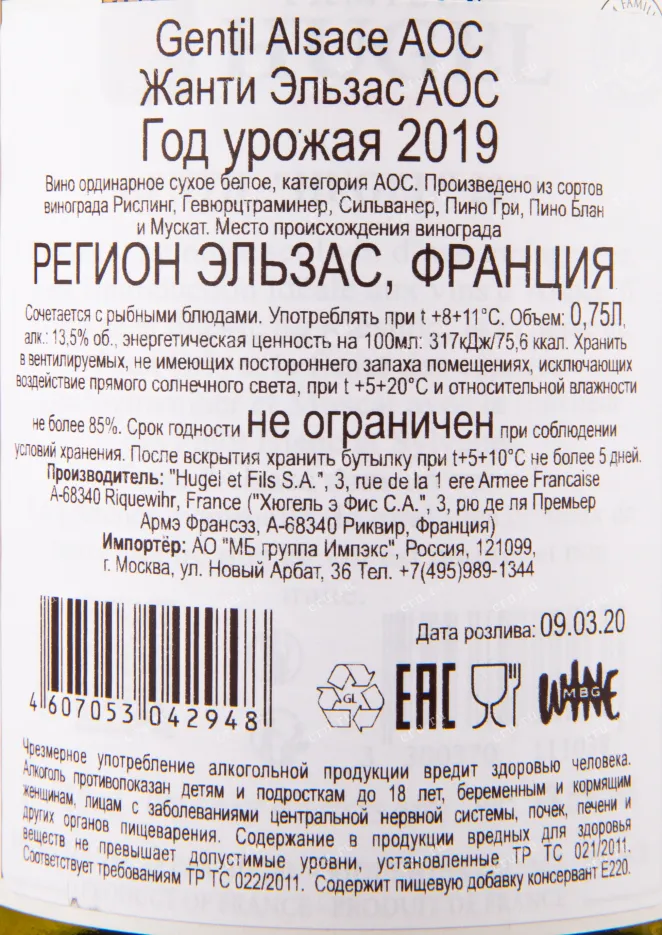 FAMILI
Gentil Alsace AOC
Жанти Эльзас АОС
Год урожая 2019
Вино ординарное сухое белое, категория АОС. Произведено из сортов
винограда Рислинг, Гевюрцтраминер, Сильванер, Пино Гри, Пино Блан
и Мускат. Место происхождения винограда
РЕГИОН ЭЛЬЗАС, ФРАНЦИЯ
Сочетается с рыбными блюдами. Употреблять при t +8+11°С. Объем: 0,75Л,
алк.: 13,5% об., энергетическая ценность на 100мл: 317кДж/75,6 ккал. Хранить
в вентилируемых, не имеющих постороннего запаха помещениях, исключающих
воздействие прямого солнечного света, при t +5+20°С и относительной влажности
не более 85%. Срок годности не ограничен при соблюдении
условий хранения. После вскрытия хранить бутылку при t+5+10°С не более 5 дней.
Производитель: "Hugel et Fils S.A.", 3, rue de la 1 ere Armee Francaise
A-68340 Riquewihr, France ("Хюгель э Фис С.А.", 3, рю де ля Премьер
Армэ Франсэз, А-68340 Риквир, Франция)
Импортёр: АО "МБ группа Импэкс", Россия, 121099,
г. Москва, ул. Новый Арбат, 36 Тел. +7(495)989-1344
Дата розлива: 09.03.20
GL
EAC
WINE
MBG
4 607053 042948
Чрезмерное употребление алкогольной продукции вредит здоровью человека.
Алкоголь противопоказан детям и подросткам до 18 лет, беременным и кормящим
женщинам, лицам с заболеваниями центральной нервной системы, почек, печени и
других органов пищеварения. Содержание в продукции вредных для здоровья
веществ не превышает допустимые уровни, установленные ТР ТС 021/2011.
Соответствует требованиям ТР ТС 022/2011. Содержит пищевую добавку консервант Е220.